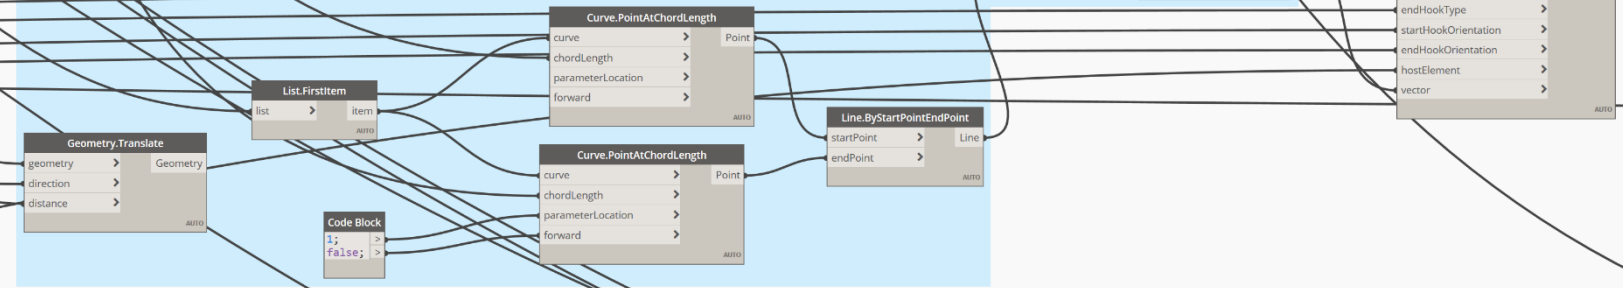 Curve.PointAtChordLength
curve > Point
chordLength >
parameterLocation >
forward >
AUTO
List.FirstItem
list > item
AUTO
Geometry.Translate
geometry > Geometry
direction >
distance >
AUTO
Curve.PointAtChordLength
curve > Point
chordLength >
parameterLocation >
forward >
AUTO
Code Block
1; >
false; >
Line.ByStartPointEndPoint
startPoint > Line
endPoint >
AUTO
endHookType >
startHookOrientation >
endHookOrientation >
hostElement >
vector >
AUTO